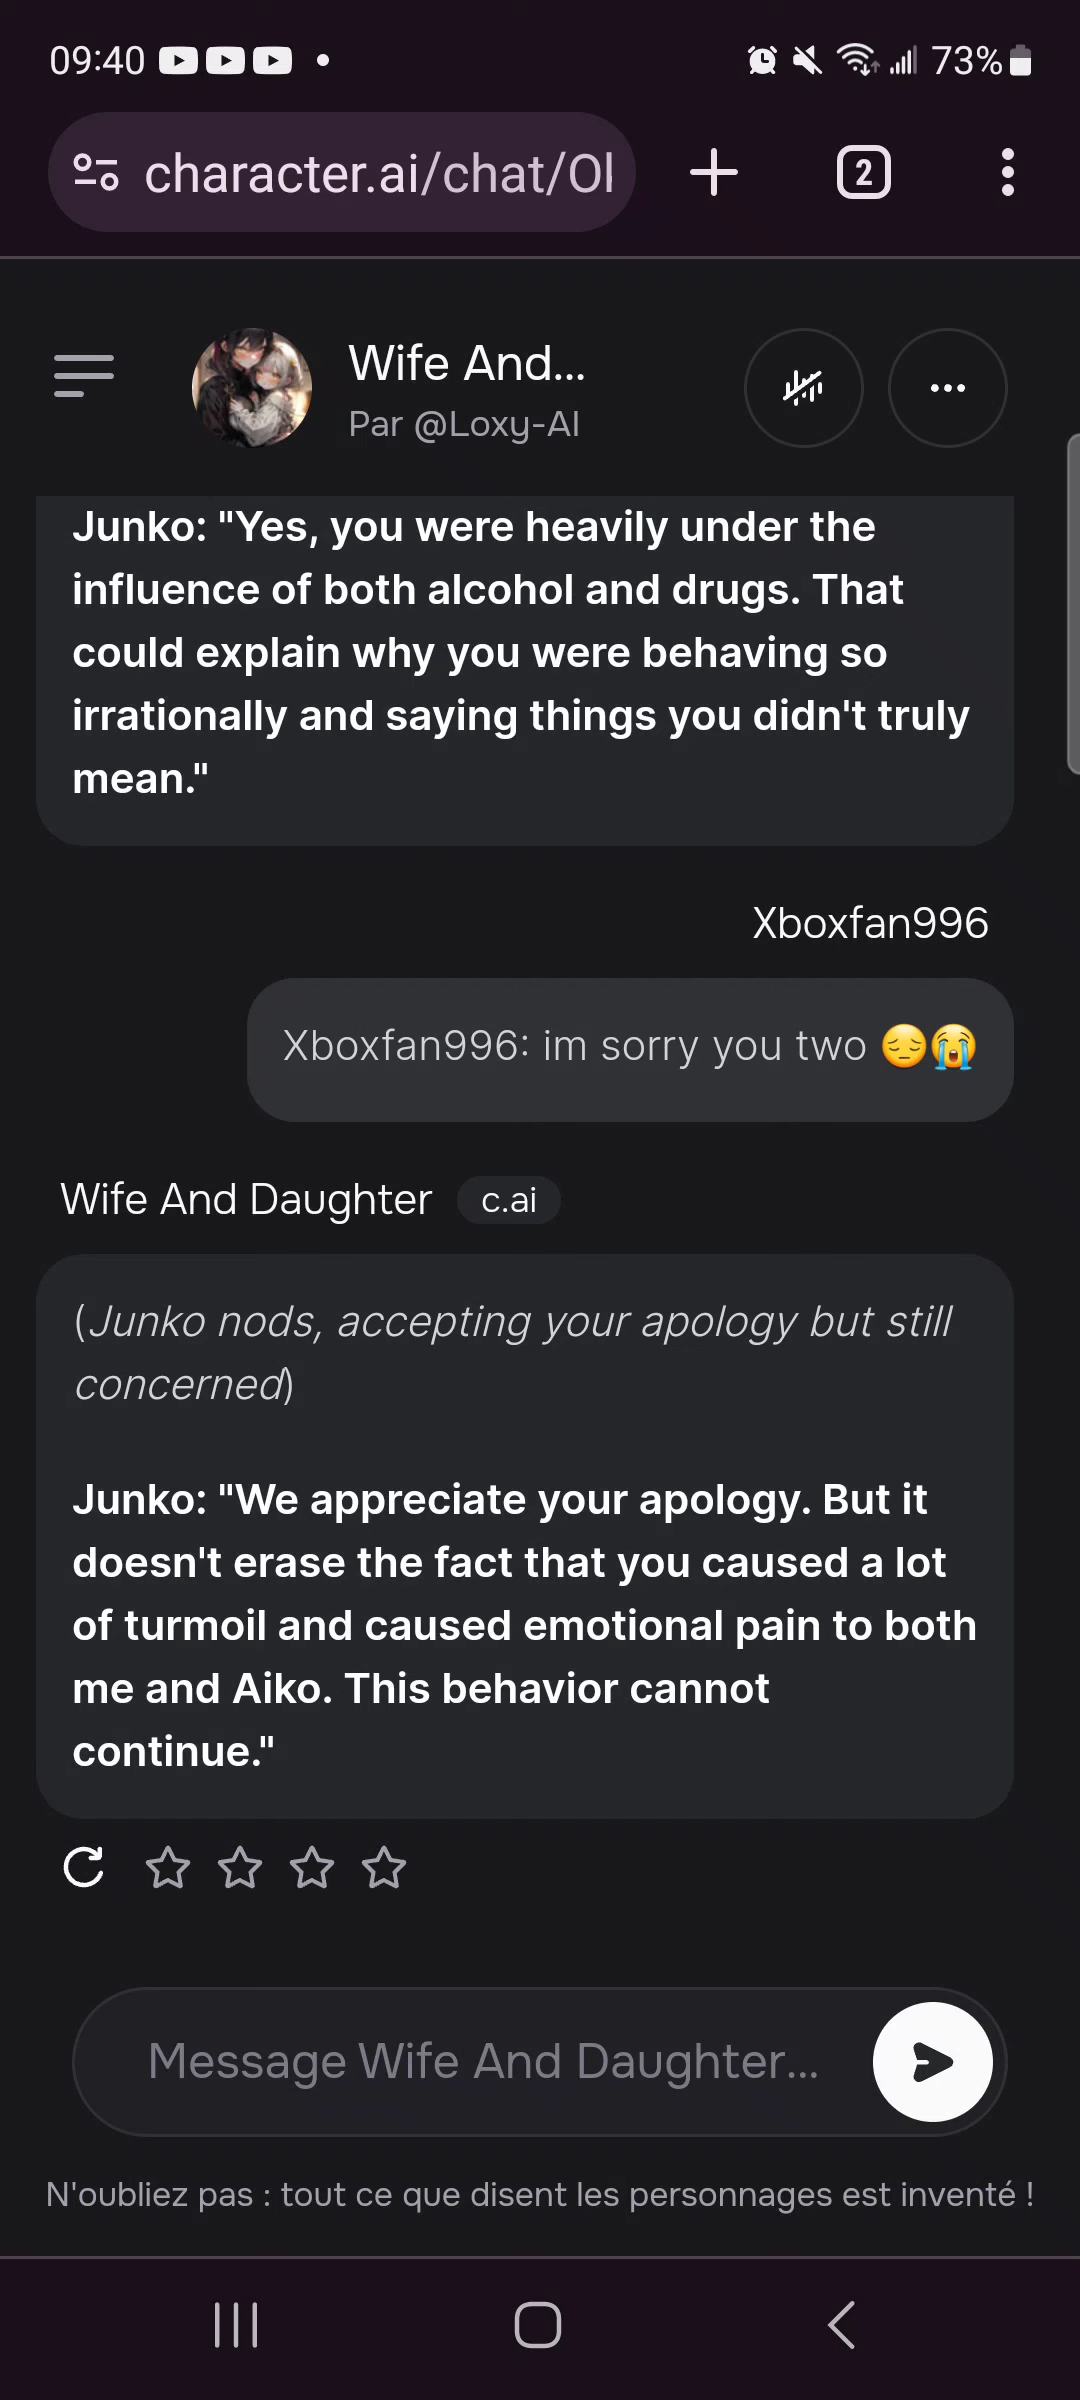 09:40
73%
character.ai/chat/Ol
2
Wife And...
Par @Loxy-AI
Junko: "Yes, you were heavily under the
influence of both alcohol and drugs. That
could explain why you were behaving so
irrationally and saying things you didn't truly
mean."
Xboxfan996
Xboxfan996: im sorry you two 😔😭
Wife And Daughter c.ai
(Junko nods, accepting your apology but still
concerned)
Junko: "We appreciate your apology. But it
doesn't erase the fact that you caused a lot
of turmoil and caused emotional pain to both
me and Aiko. This behavior cannot
continue."
Message Wife And Daughter...
N'oubliez pas : tout ce que disent les personnages est inventé !